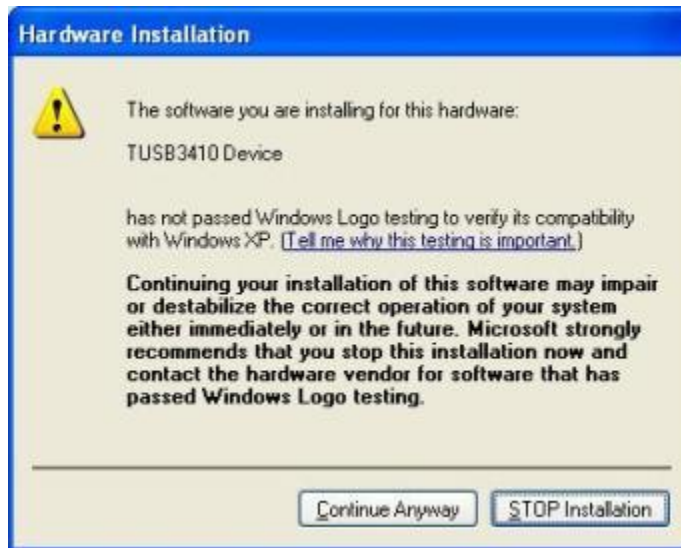 Hardware Installation
The software you are installing for this hardware:
TUSB3410 Device
has not passed Windows Logo testing to verify its compatibility
with Windows XP. (Tell me why this testing is important.)
Continuing your installation of this software may impair
or destabilize the correct operation of your system
either immediately or in the future. Microsoft strongly
recommends that you stop this installation now and
contact the hardware vendor for software that has
passed Windows Logo testing.
Continue Anyway
STOP Installation